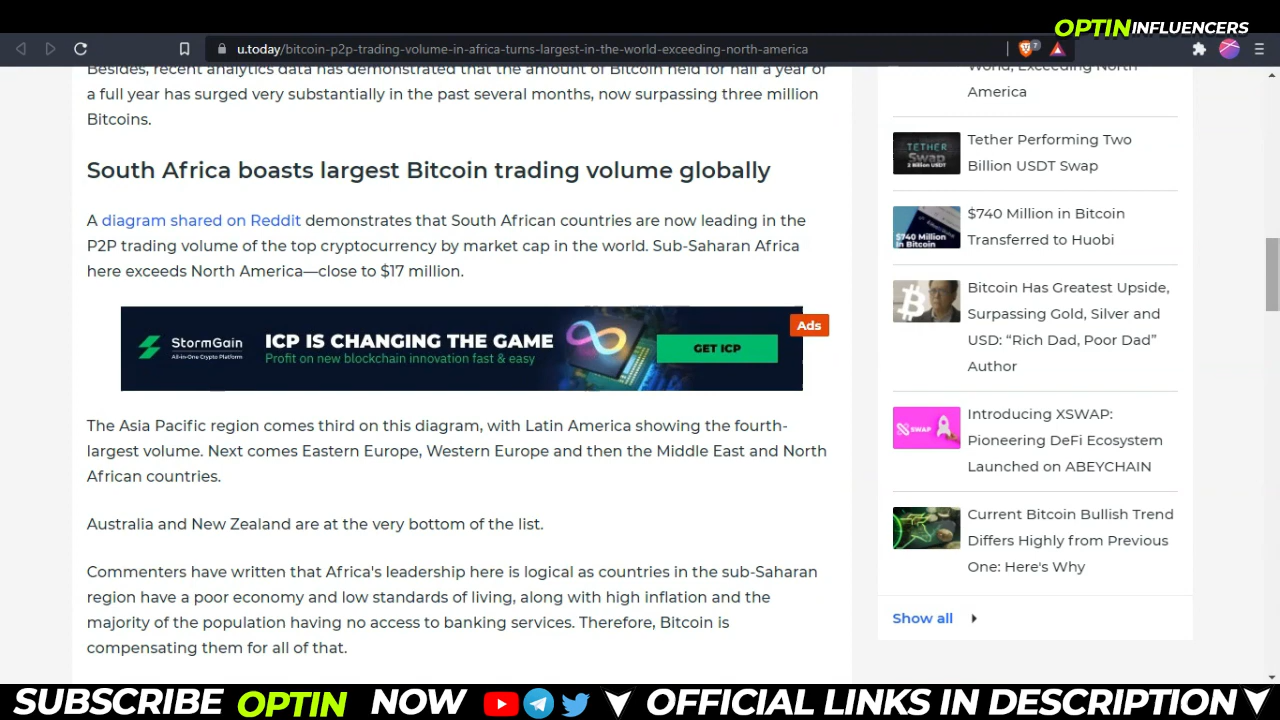 OPTIN INFLUENCERS
u.today/bitcoin-p2p-trading-volume-in-africa-turns-largest-in-the-world-exceeding-north-america
Besides, recent analytics data has demonstrated that the amount of Bitcoin held for half a year or
a full year has surged very substantially in the past several months, now surpassing three million
Bitcoins.
South Africa boasts largest Bitcoin trading volume globally
A diagram shared on Reddit demonstrates that South African countries are now leading in the
P2P trading volume of the top cryptocurrency by market cap in the world. Sub-Saharan Africa
here exceeds North America—close to $17 million.
StormGain
All-in-One Crypto Platform
ICP IS CHANGING THE GAME
Profit on new blockchain innovation fast & easy
GET ICP
Ads
The Asia Pacific region comes third on this diagram, with Latin America showing the fourth-
largest volume. Next comes Eastern Europe, Western Europe and then the Middle East and North
African countries.
Australia and New Zealand are at the very bottom of the list.
Commenters have written that Africa's leadership here is logical as countries in the sub-Saharan
region have a poor economy and low standards of living, along with high inflation and the
majority of the population having no access to banking services. Therefore, Bitcoin is
compensating them for all of that.
World, Exceeding North
America
TETHER
Swap
Tether Performing Two
Billion USDT Swap
$740 Million
In Bitcoin
$740 Million in Bitcoin
Transferred to Huobi
Bitcoin Has Greatest Upside,
Surpassing Gold, Silver and
USD: “Rich Dad, Poor Dad”
Author
SWAP
Introducing XSWAP:
Pioneering DeFi Ecosystem
Launched on ABEYCHAIN
Current Bitcoin Bullish Trend
Differs Highly from Previous
One: Here's Why
Show all
SUBSCRIBE OPTIN NOW OFFICIAL LINKS IN DESCRIPTION